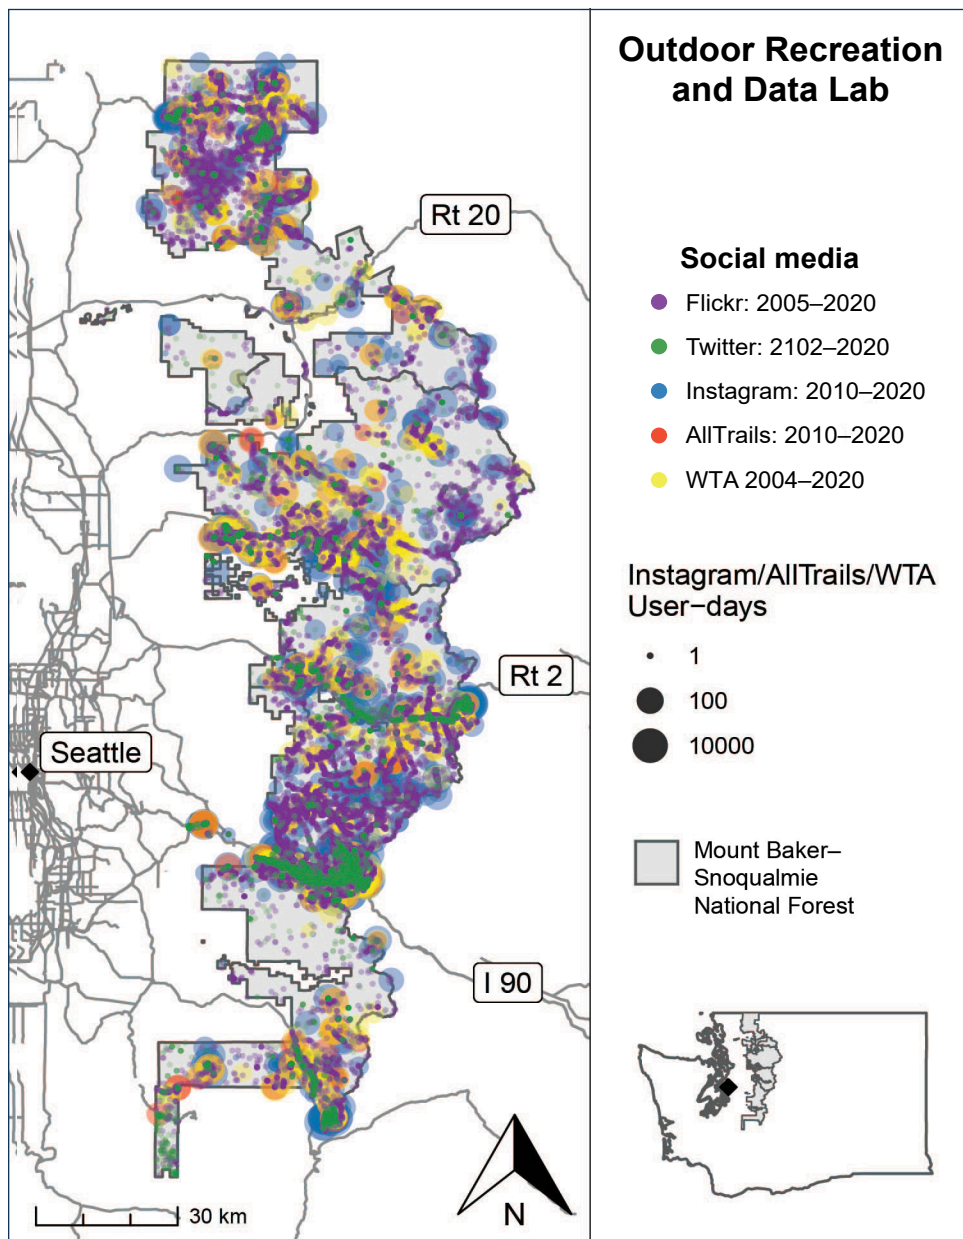 Outdoor Recreation
and Data Lab
Rt 20
Social media
Flickr: 2005–2020
Twitter: 2102–2020
Instagram: 2010–2020
AllTrails: 2010–2020
WTA 2004–2020
Instagram/AllTrails/WTA
User−days
1
100
10000
Rt 2
Seattle
Mount Baker–
Snoqualmie
National Forest
I 90
30 km
N